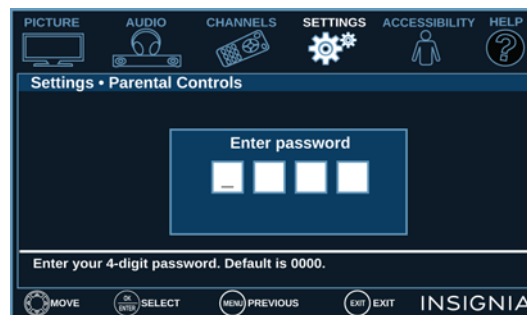 PICTURE AUDIO CHANNELS SETTINGS ACCESSIBILITY HELP
?
Settings • Parental Controls
Enter password
_
Enter your 4-digit password. Default is 0000.
MOVE OK ENTER SELECT MENU PREVIOUS EXIT EXIT INSIGNIA